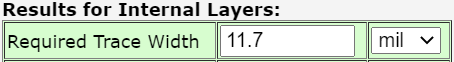 Results for Internal Layers:
Required Trace Width 11.7 mil